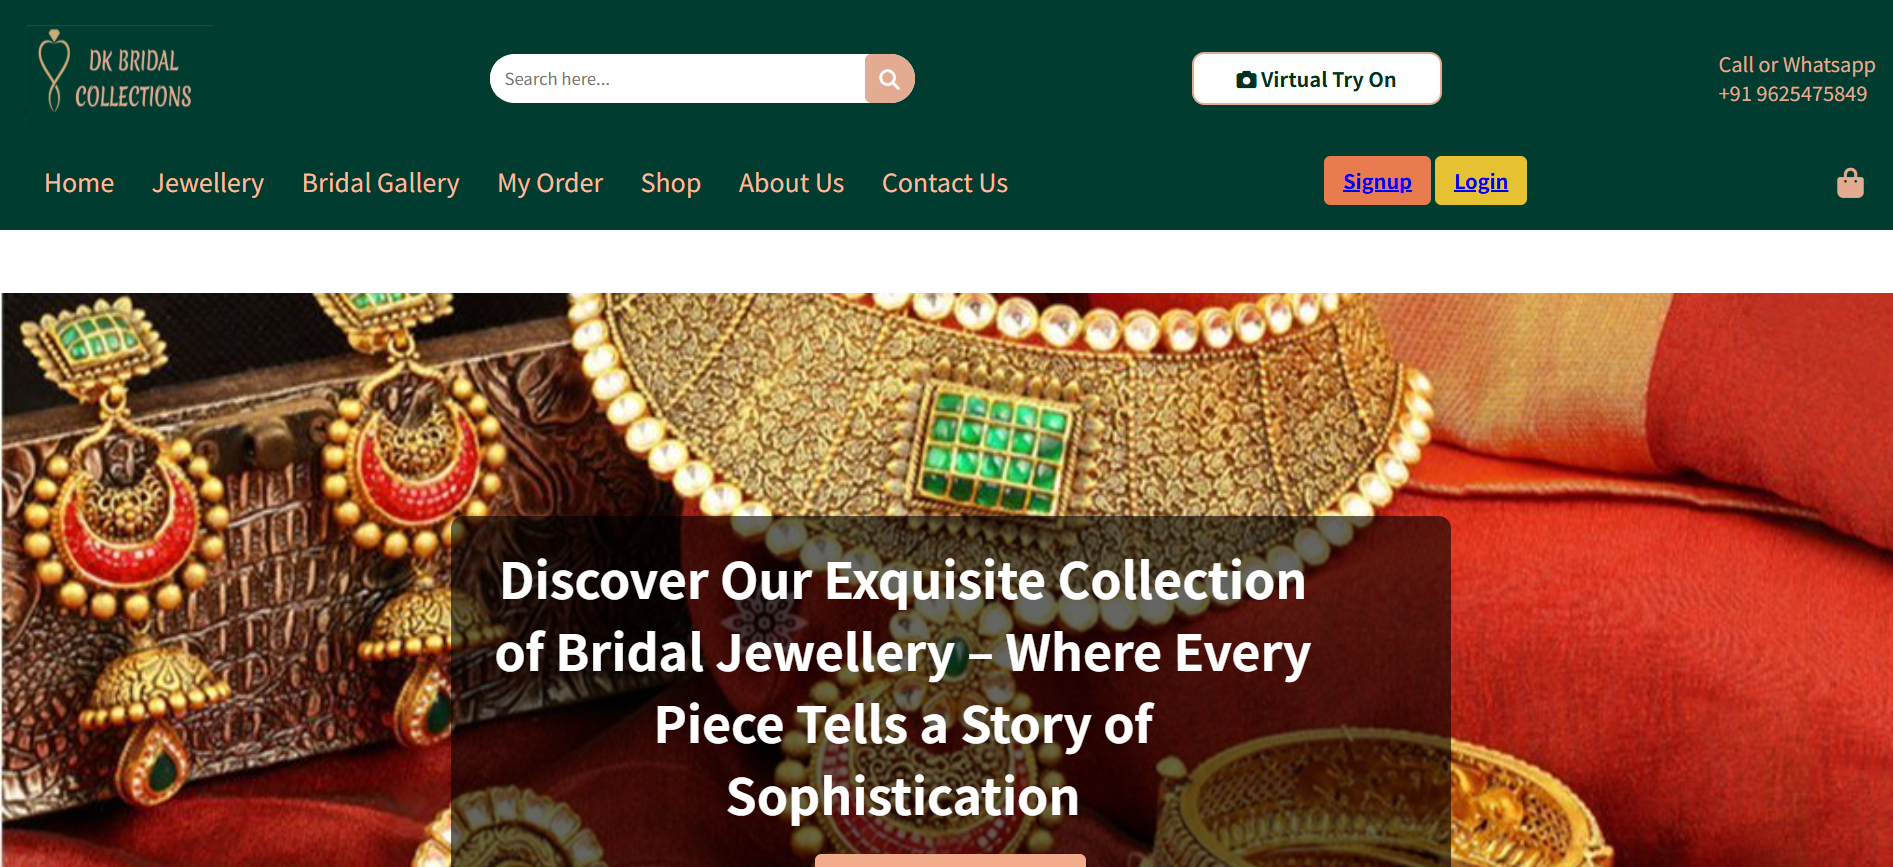 DK BRIDAL
COLLECTIONS
Search here...
Virtual Try On
Call or Whatsapp
+91 9625475849
Home Jewellery Bridal Gallery My Order Shop About Us Contact Us
Signup Login
Discover Our Exquisite Collection
of Bridal Jewellery – Where Every
Piece Tells a Story of
Sophistication